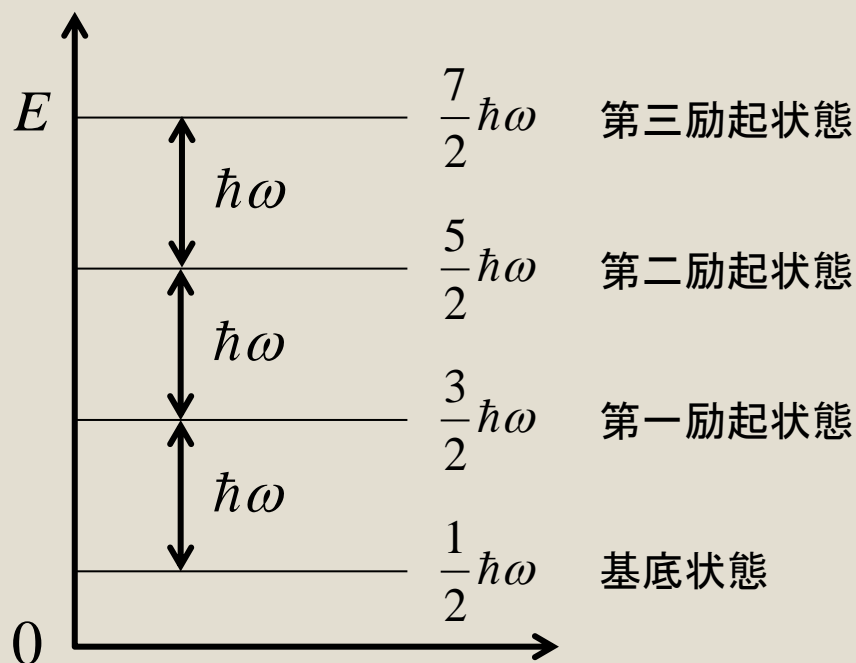 E
7/2 ħω 第三励起状態
ħω
5/2 ħω 第二励起状態
ħω
3/2 ħω 第一励起状態
ħω
1/2 ħω 基底状態
0